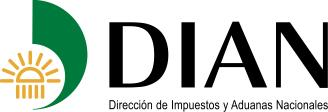 DIAN
Dirección de Impuestos y Aduanas Nacionales